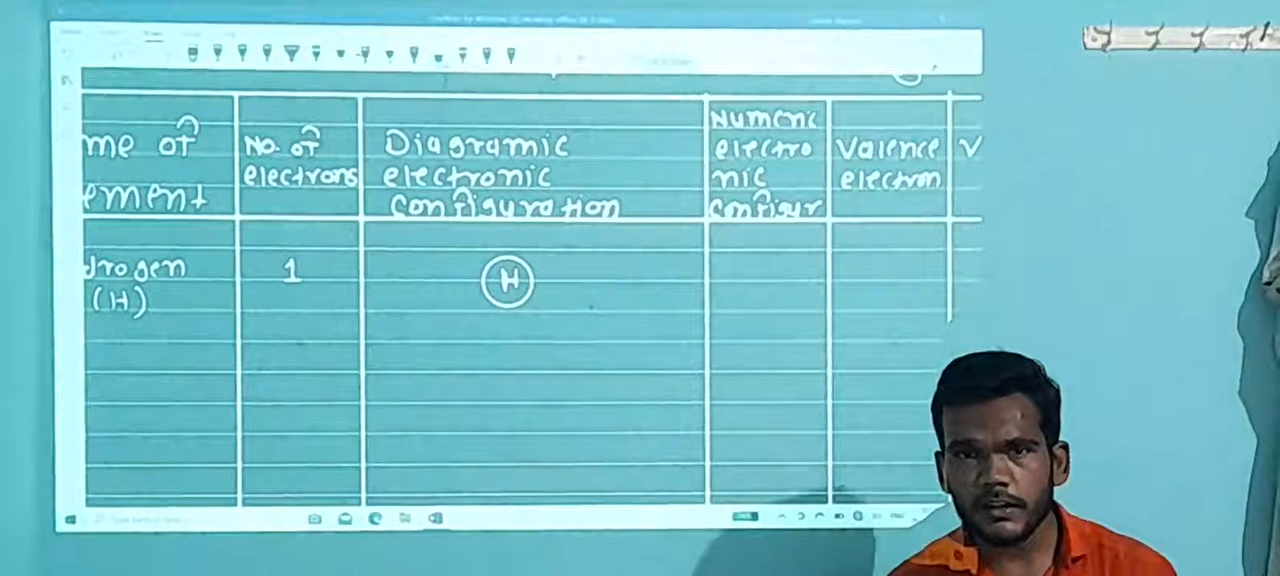 me of
ement
No. of
electrons
Diagramic
electronic
configuration
Numeric
electro
nic
configur
Valence
electron
V
drogen
(H)
1
H